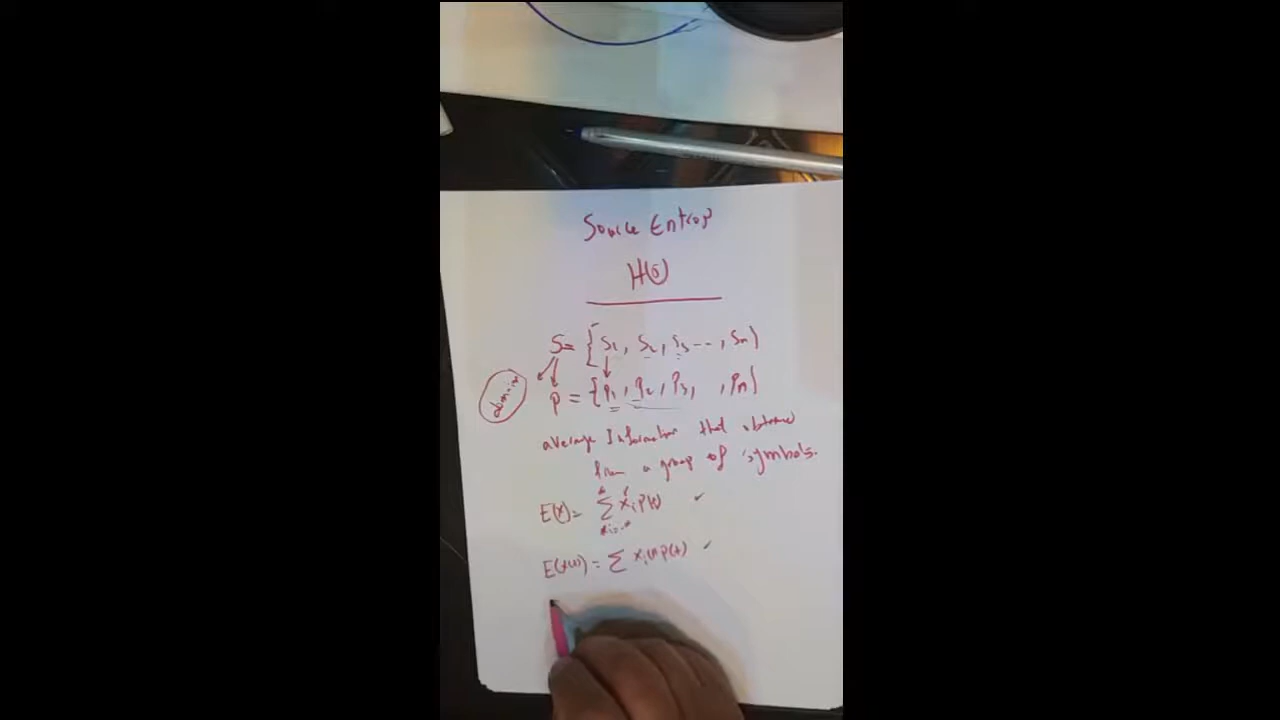 Source Entropy
H(s)
S = {S1, S2, S3 --, Sn}
P = {P1, P2, P3, , Pn}
average Information that obtained
from a group of symbols.
E(x) = Σ xi p(x)
E(x(t)) = Σ xi(t) p(x)